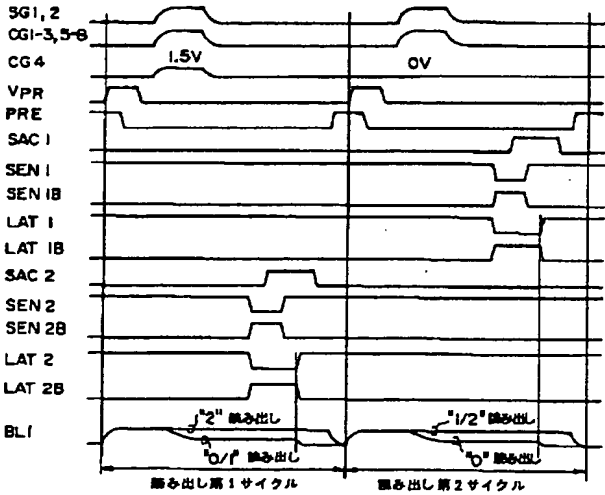 SG1, 2
CG1-3, 5-8
CG4 1.5V 0V
VPR
PRE
SAC 1
SEN 1
SEN 1B
LAT 1
LAT 1B
SAC 2
SEN 2
SEN 2B
LAT 2
LAT 2B
BL1
"2" 読み出し
"0/1" 読み出し
"1/2" 読み出し
"0" 読み出し
読み出し第1サイクル
読み出し第2サイクル